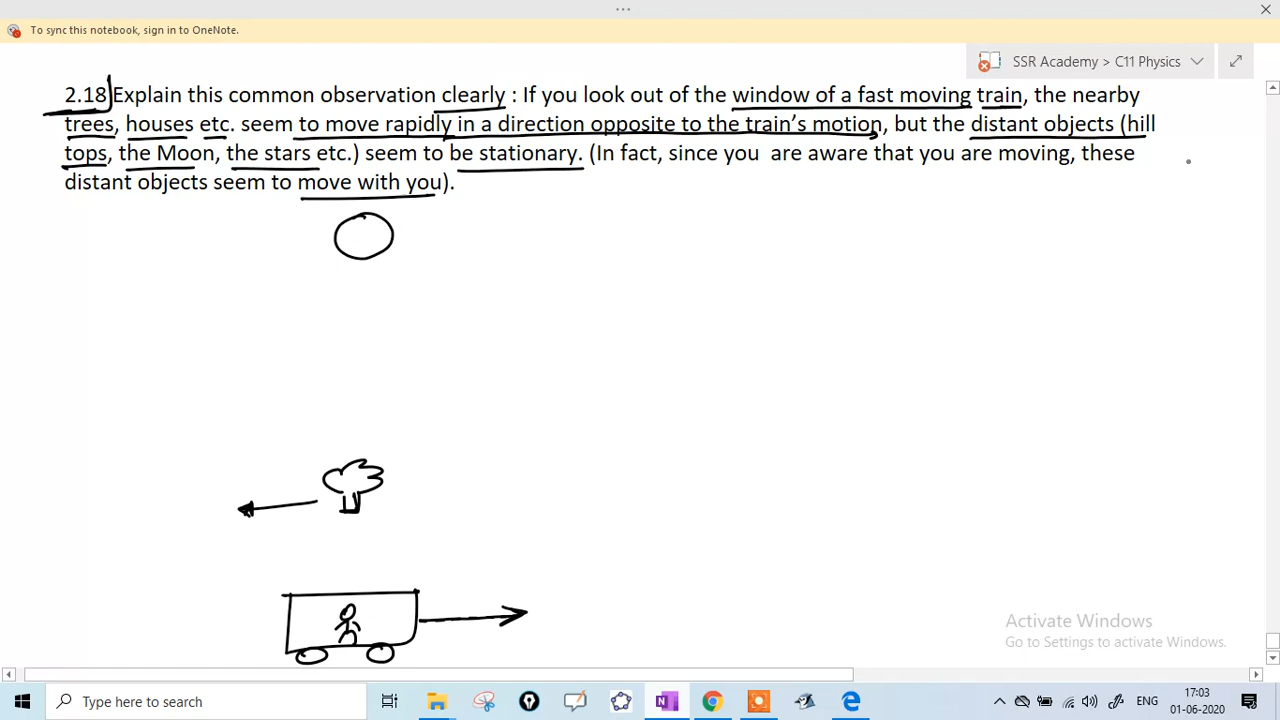 To sync this notebook, sign in to OneNote.
SSR Academy > C11 Physics
2.18) Explain this common observation clearly : If you look out of the window of a fast moving train, the nearby
trees, houses etc. seem to move rapidly in a direction opposite to the train’s motion, but the distant objects (hill
tops, the Moon, the stars etc.) seem to be stationary. (In fact, since you are aware that you are moving, these
distant objects seem to move with you).
Activate Windows
Go to Settings to activate Windows.
Type here to search
ENG
17:03
01-06-2020